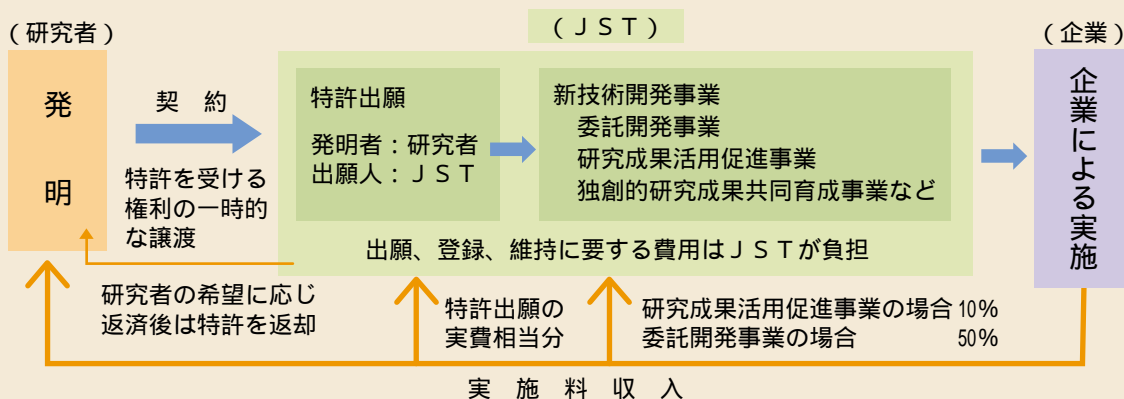 (研究者)
発
明
契 約
特許を受ける
権利の一時的
な譲渡
(JST)
特許出願
発明者:研究者
出願人:JST
新技術開発事業
委託開発事業
研究成果活用促進事業
独創的研究成果共同育成事業など
出願、登録、維持に要する費用はJSTが負担
(企業)
企業による実施
研究者の希望に応じ
返済後は特許を返却
特許出願の
実費相当分
研究成果活用促進事業の場合 10%
委託開発事業の場合 50%
実 施 料 収 入